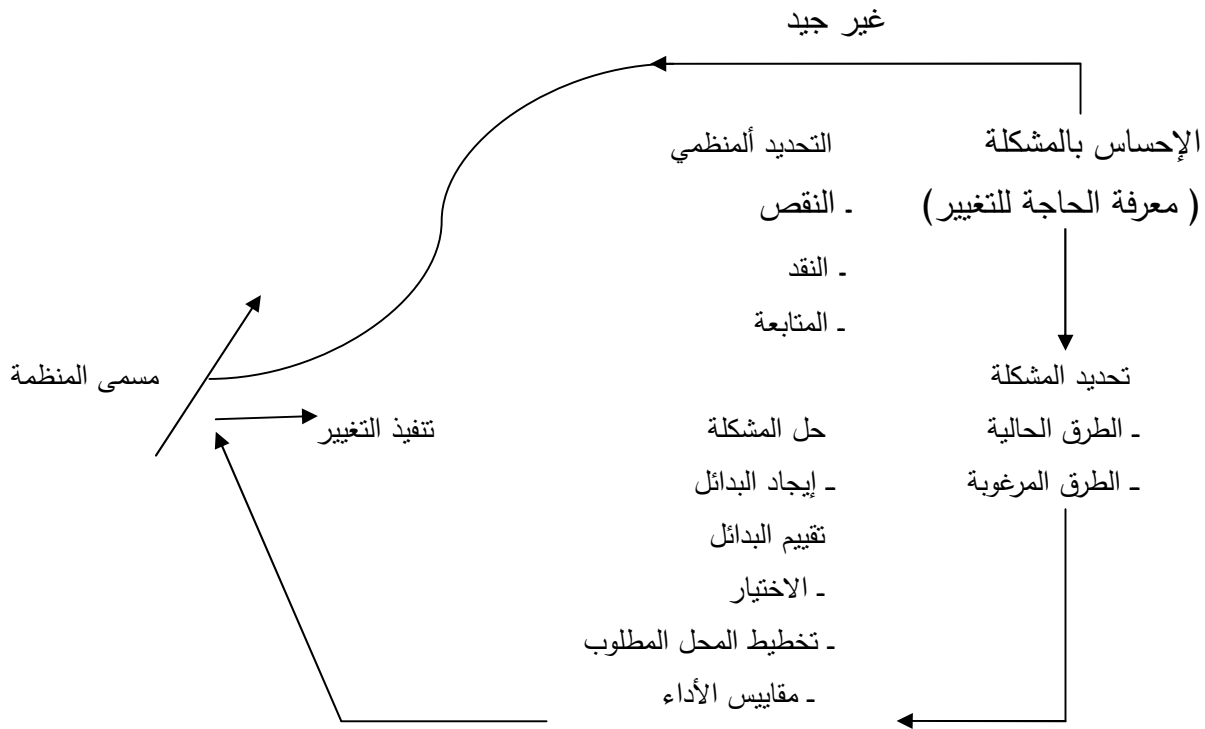 غير جيد
الإحساس بالمشكلة
( معرفة الحاجة للتغيير)
التحديد ألمنظمي
ـ النقص
ـ النقد
ـ المتابعة
تحديد المشكلة
ـ الطرق الحالية
ـ الطرق المرغوبة
حل المشكلة
ـ إيجاد البدائل
تقييم البدائل
ـ الاختيار
ـ تخطيط المحل المطلوب
ـ مقاييس الأداء
تنفيذ التغيير
مسمى المنظمة